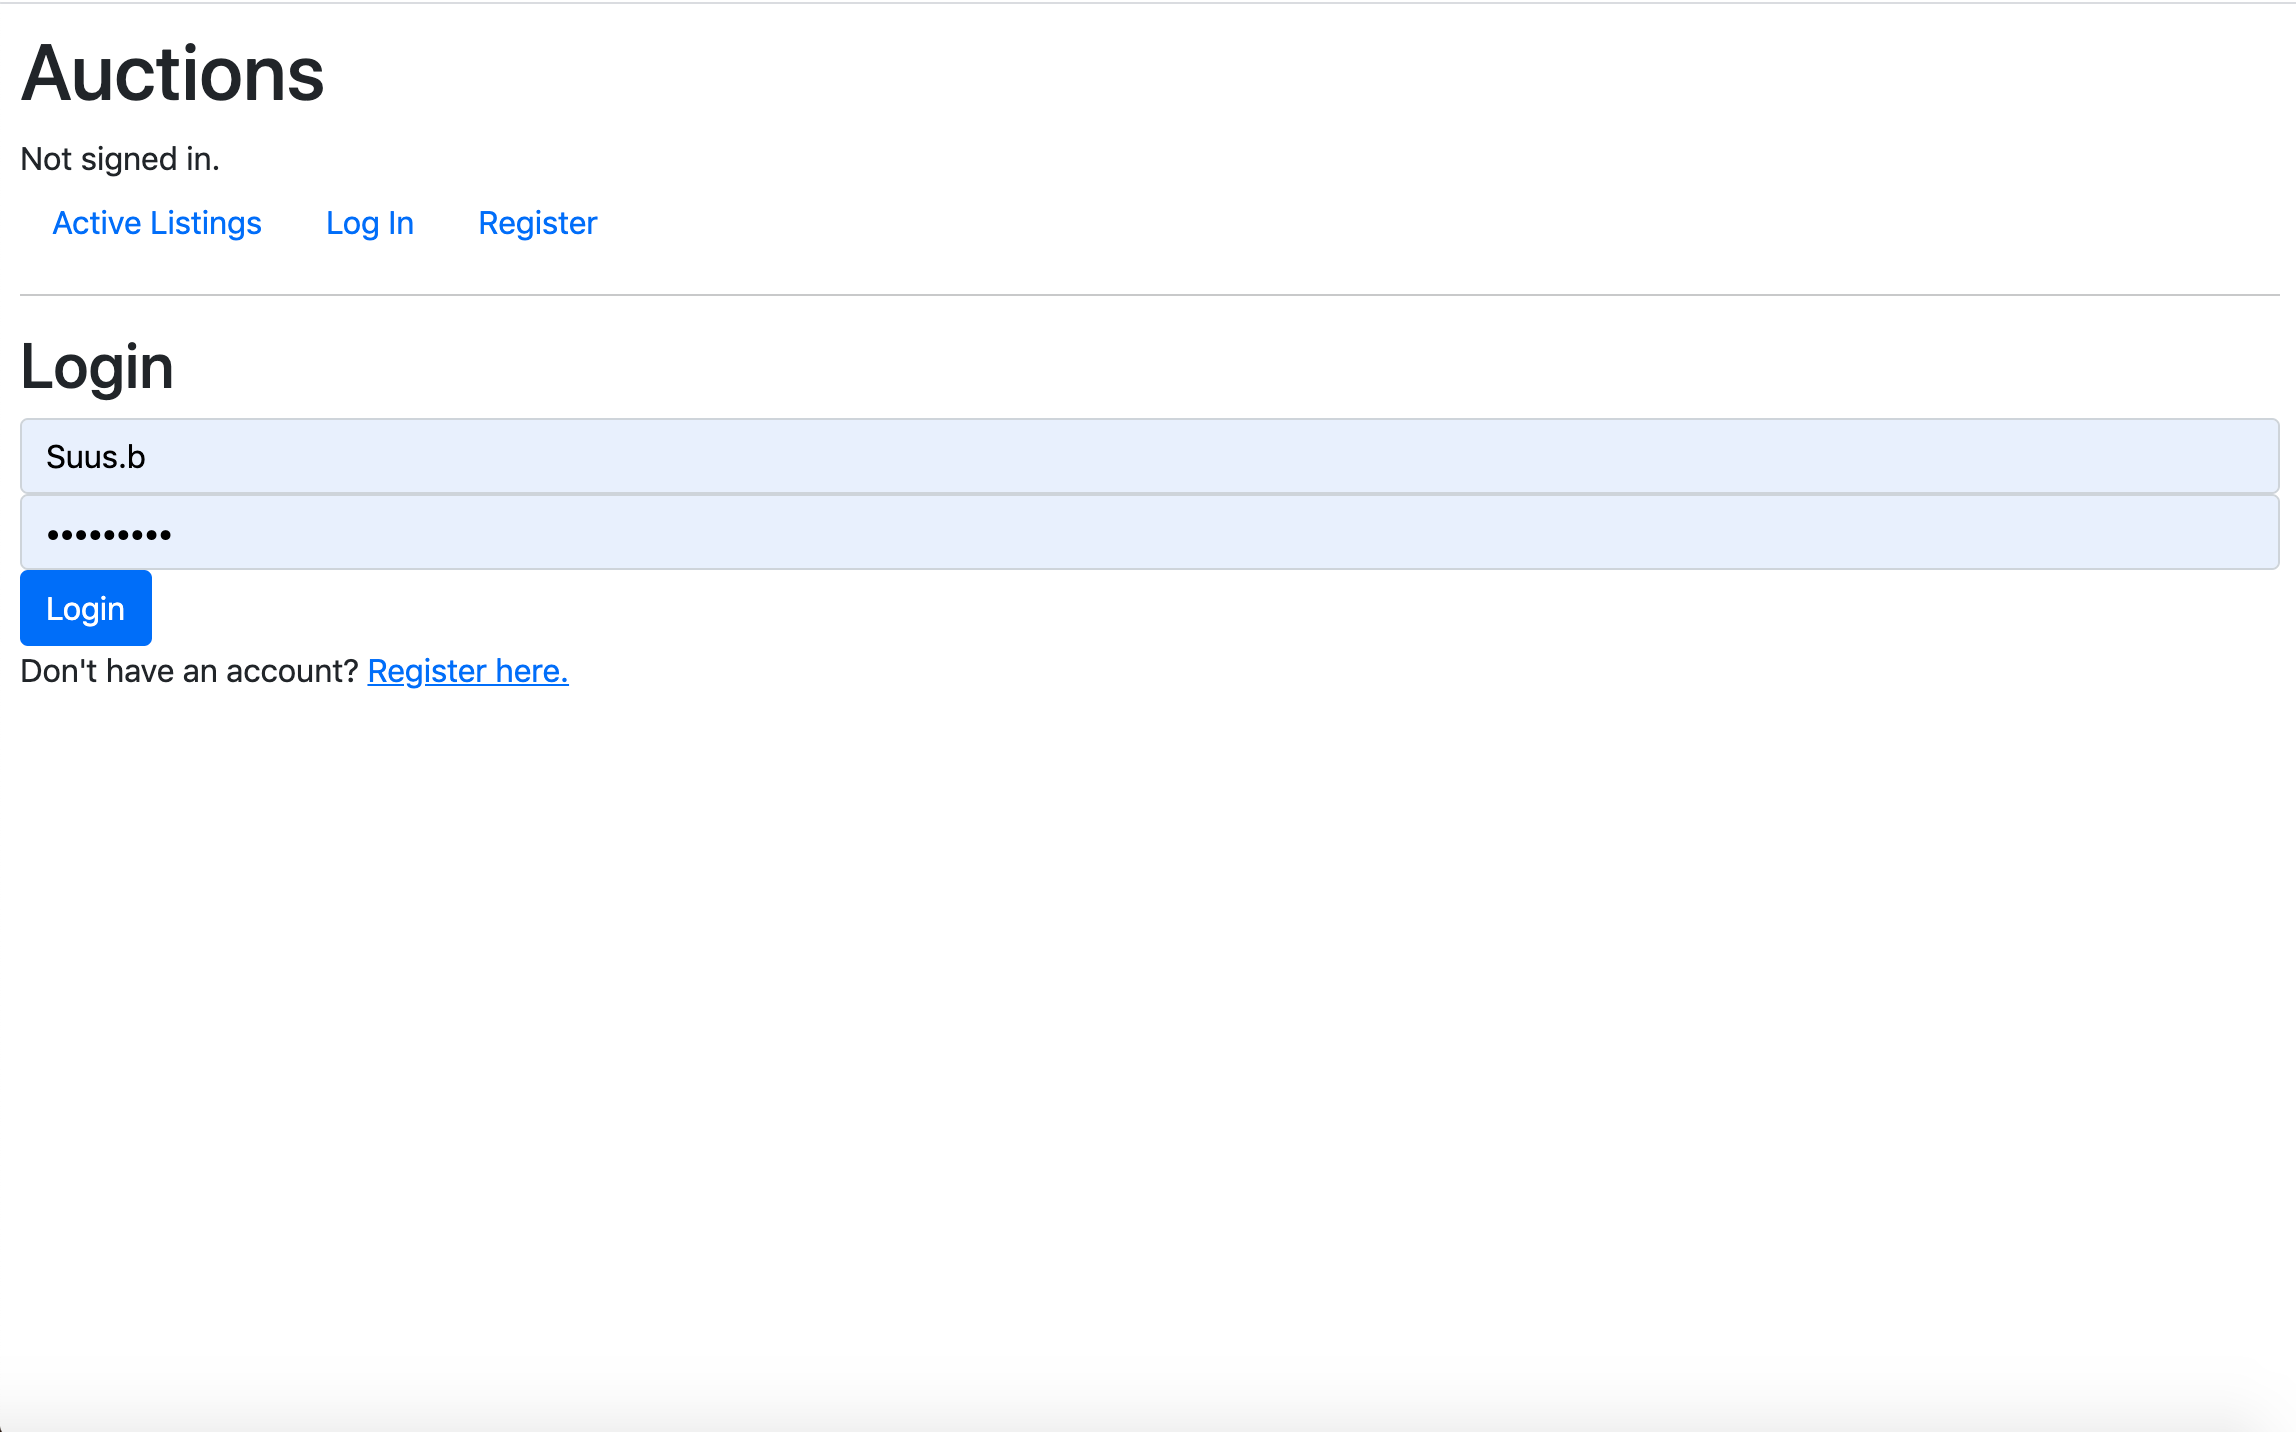 Auctions
Not signed in.
Active Listings Log In Register
Login
Suus.b
•••••••••
Login
Don't have an account? Register here.